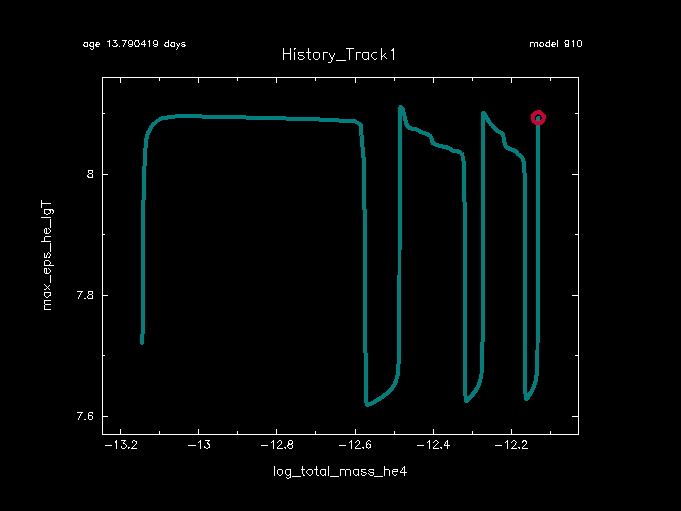 age 13.790419 days
model 910
History_Track1
8
7.8
7.6
max_eps_he_lgT
-13.2
-13
-12.8
-12.6
-12.4
-12.2
log_total_mass_he4